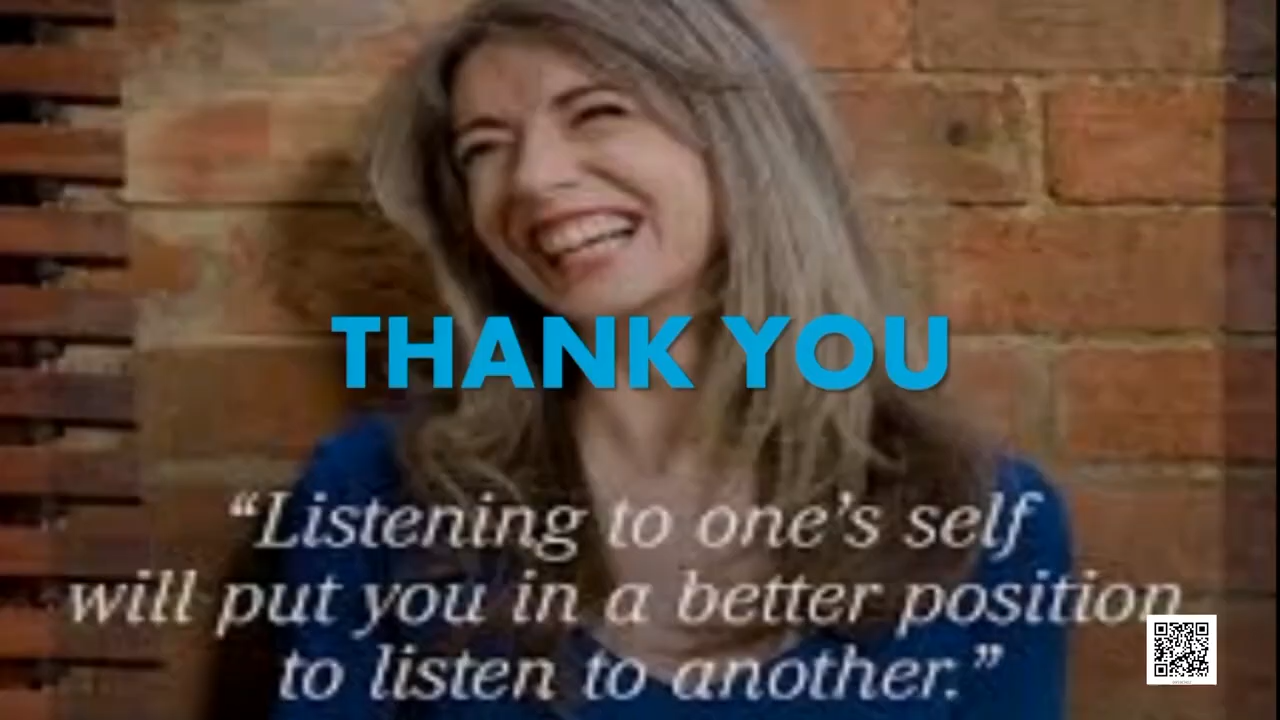 THANK YOU
“Listening to one’s self
will put you in a better position
to listen to another.”